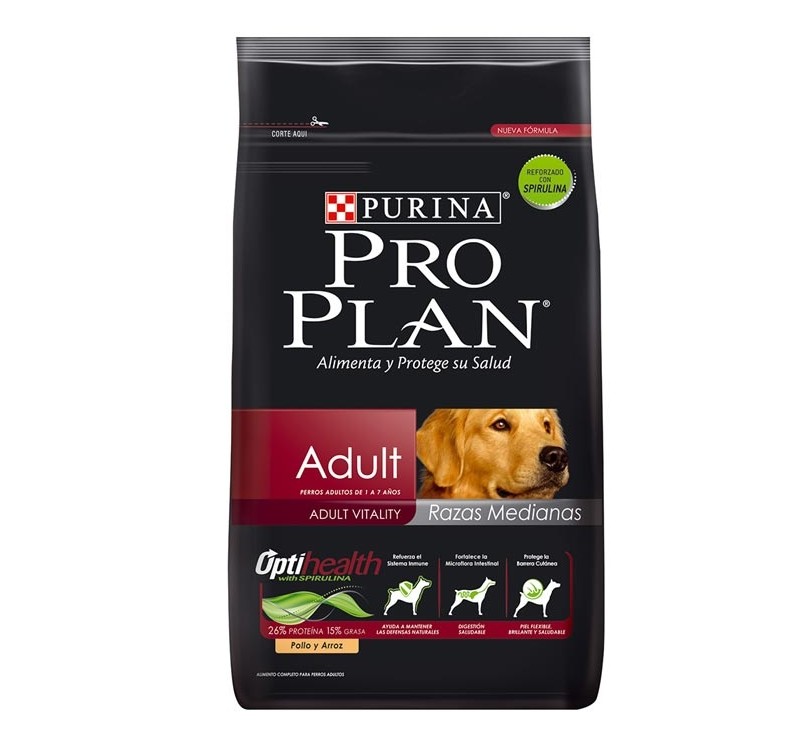 CORTE AQUI
NUEVA FÓRMULA
REFORZADO
CON
SPIRULINA
PURINA®
PRO
PLAN®
Alimenta y Protege su Salud
Adult
PERROS ADULTOS DE 1 A 7 AÑOS
ADULT VITALITY
Razas Medianas
Optihealth
with SPIRULINA
Refuerza el
Sistema Inmune
Fortalece la
Microflora Intestinal
Protege la
Barrera Cutánea
26% PROTEÍNA 15% GRASA
AYUDA A MANTENER
LAS DEFENSAS NATURALES
DIGESTIÓN
SALUDABLE
PIEL FLEXIBLE,
BRILLANTE Y SALUDABLE
Pollo y Arroz
ALIMENTO COMPLETO PARA PERROS ADULTOS